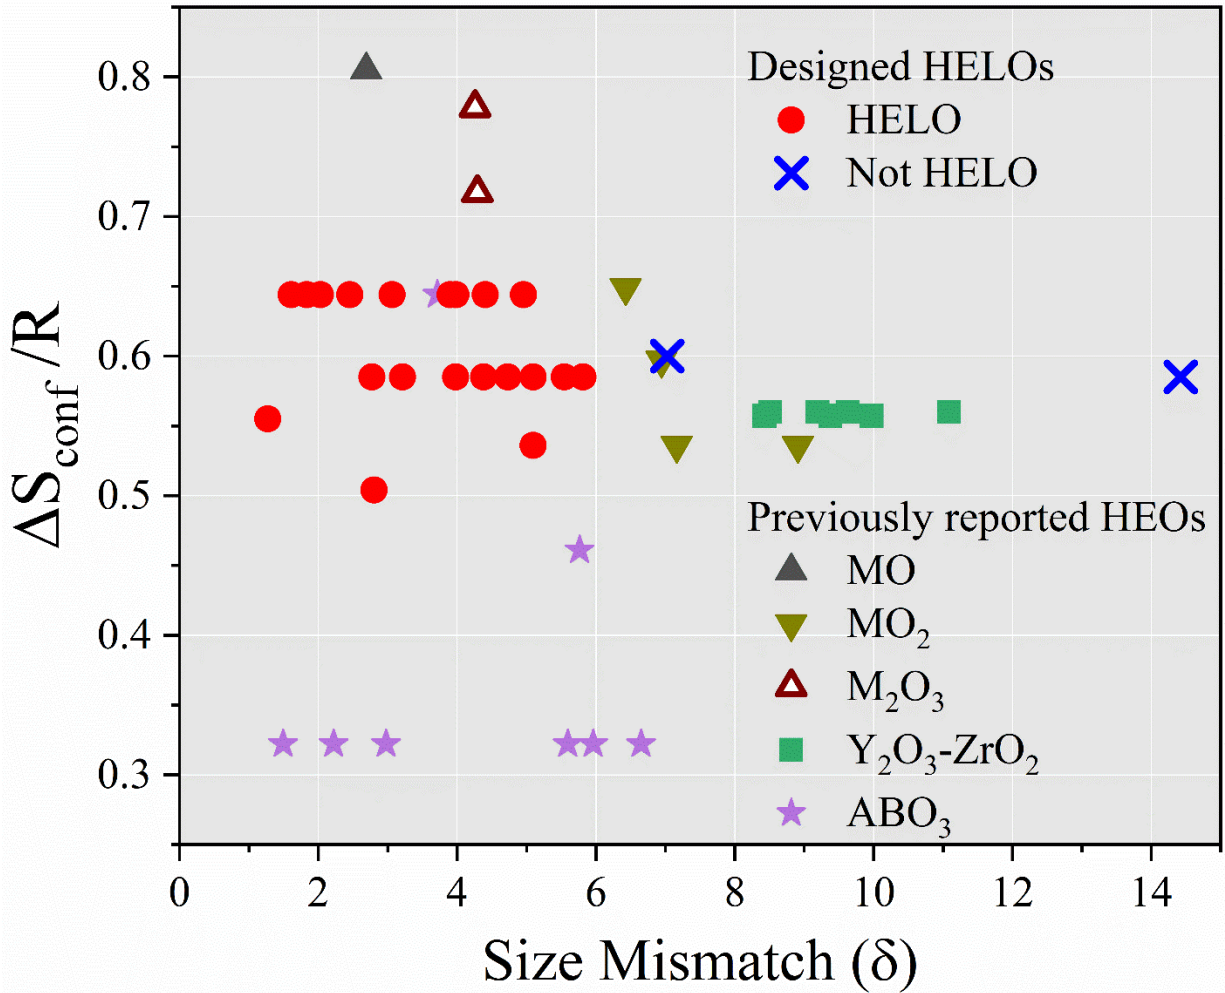 Designed HELOs
HELO
Not HELO
Previously reported HEOs
MO
MO₂
M₂O₃
Y₂O₃-ZrO₂
ABO₃
0.8
0.7
0.6
0.5
0.4
0.3
ΔS_conf /R
0 2 4 6 8 10 12 14
Size Mismatch (δ)